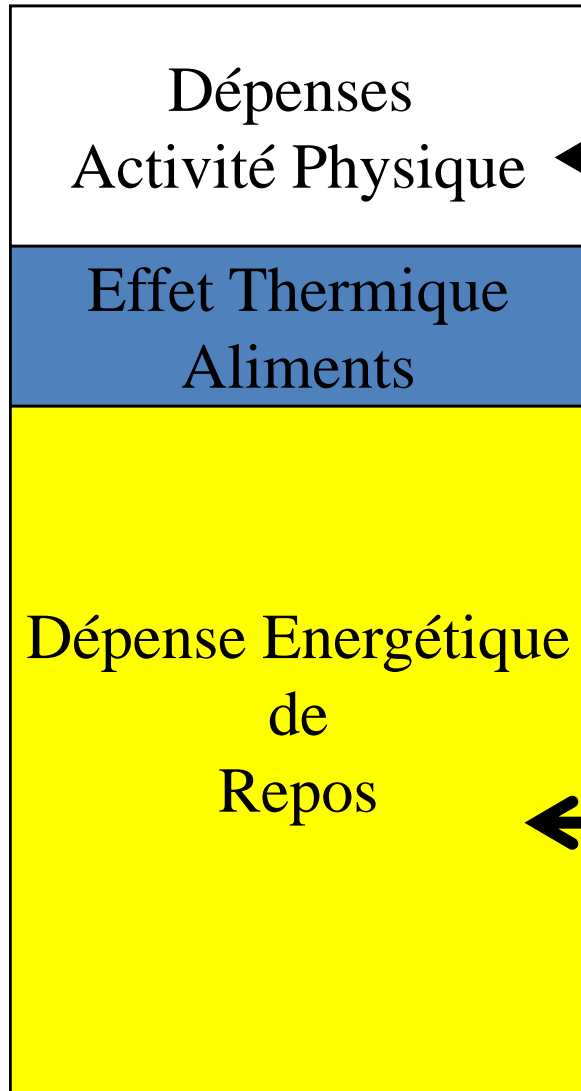 Dépenses
Activité Physique
Effet Thermique
Aliments
Dépense Energétique
de
Repos